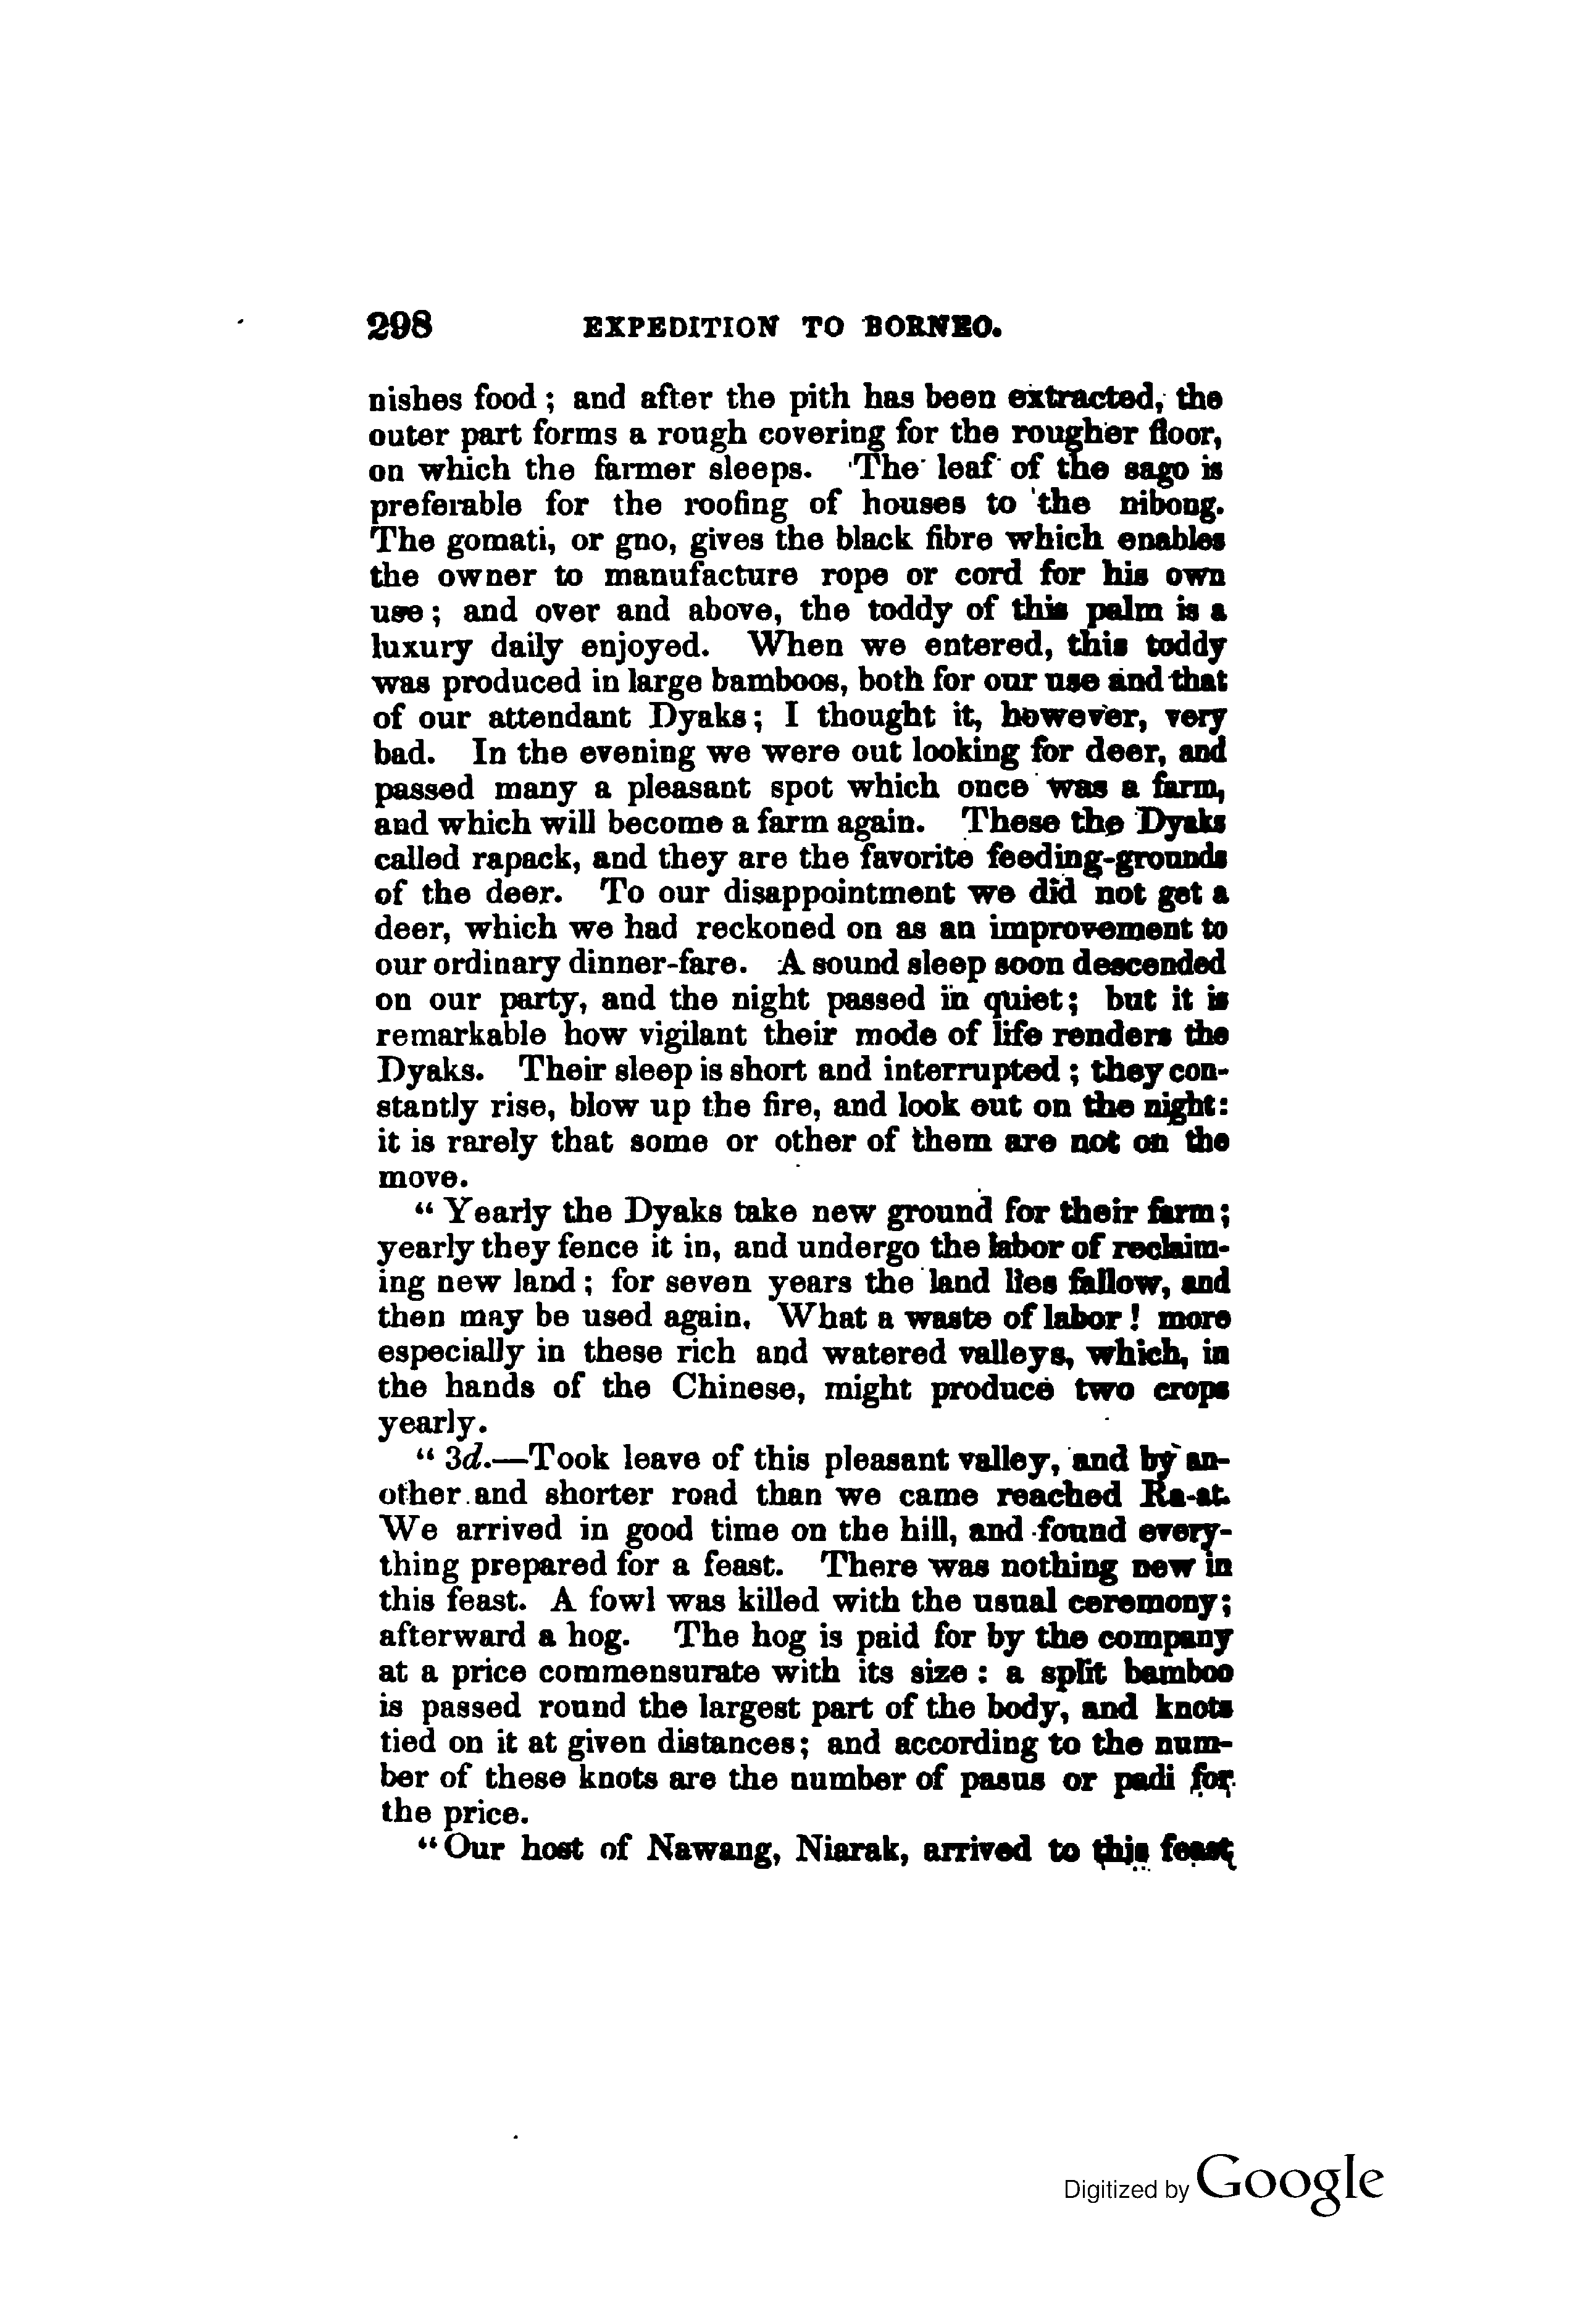 298 EXPEDITION TO BORNEO.
nishes food; and after the pith has been extracted, the
outer part forms a rough covering for the rougher floor,
on which the farmer sleeps. The leaf of the sago is
preferable for the roofing of houses to the nibong.
The gomati, or gno, gives the black fibre which enables
the owner to manufacture rope or cord for his own
use; and over and above, the toddy of this palm is a
luxury daily enjoyed. When we entered, this toddy
was produced in large bamboos, both for our use and that
of our attendant Dyaks; I thought it, however, very
bad. In the evening we were out looking for deer, and
passed many a pleasant spot which once was a farm,
and which will become a farm again. These the Dyaks
called rapack, and they are the favorite feeding-grounds
of the deer. To our disappointment we did not get a
deer, which we had reckoned on as an improvement to
our ordinary dinner-fare. A sound sleep soon descended
on our party, and the night passed in quiet; but it is
remarkable how vigilant their mode of life renders the
Dyaks. Their sleep is short and interrupted; they con-
stantly rise, blow up the fire, and look out on the night:
it is rarely that some or other of them are not on the
move.
"Yearly the Dyaks take new ground for their farm;
yearly they fence it in, and undergo the labor of reclaim-
ing new land; for seven years the land lies fallow, and
then may be used again. What a waste of labor! more
especially in these rich and watered valleys, which, in
the hands of the Chinese, might produce two crops
yearly.
"3d.—Took leave of this pleasant valley, and by an-
other and shorter road than we came reached Ra-at.
We arrived in good time on the hill, and found every-
thing prepared for a feast. There was nothing new in
this feast. A fowl was killed with the usual ceremony;
afterward a hog. The hog is paid for by the company
at a price commensurate with its size: a split bamboo
is passed round the largest part of the body, and knots
tied on it at given distances; and according to the num-
ber of these knots are the number of pasus or padi for
the price.
"Our host of Nawang, Niarak, arrived to this feast
Digitized by Google